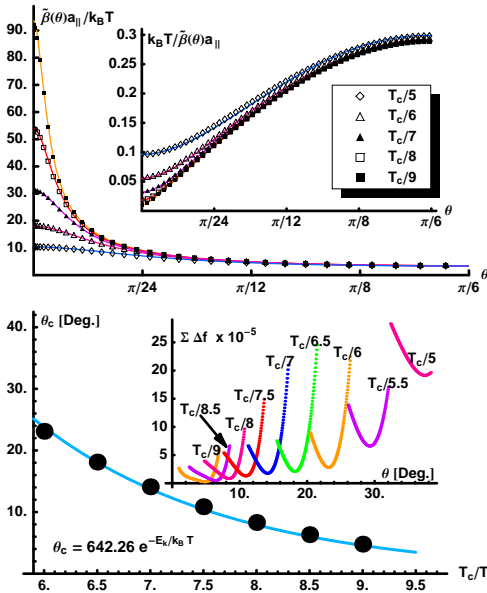 β̃(θ)a||/kBT
90.
80.
70.
60.
50.
40.
30.
20.
10.
π/24
π/12
π/8
π/6
θ
kBT/β̃(θ)a||
0.3
0.25
0.2
0.15
0.1
0.05
π/24
π/12
π/8
π/6
θ
Tc/5
Tc/6
Tc/7
Tc/8
Tc/9
θc [Deg.]
40.
30.
20.
10.
θc = 642.26 e^-Ek/kBT
6.
6.5
7.
7.5
8.
8.5
9.
9.5
Tc/T
Σ Δf x 10^-5
25
20
15
10
5
10.
20.
30.
θ [Deg.]
Tc/9
Tc/8.5
Tc/8
Tc/7.5
Tc/7
Tc/6.5
Tc/6
Tc/5.5
Tc/5